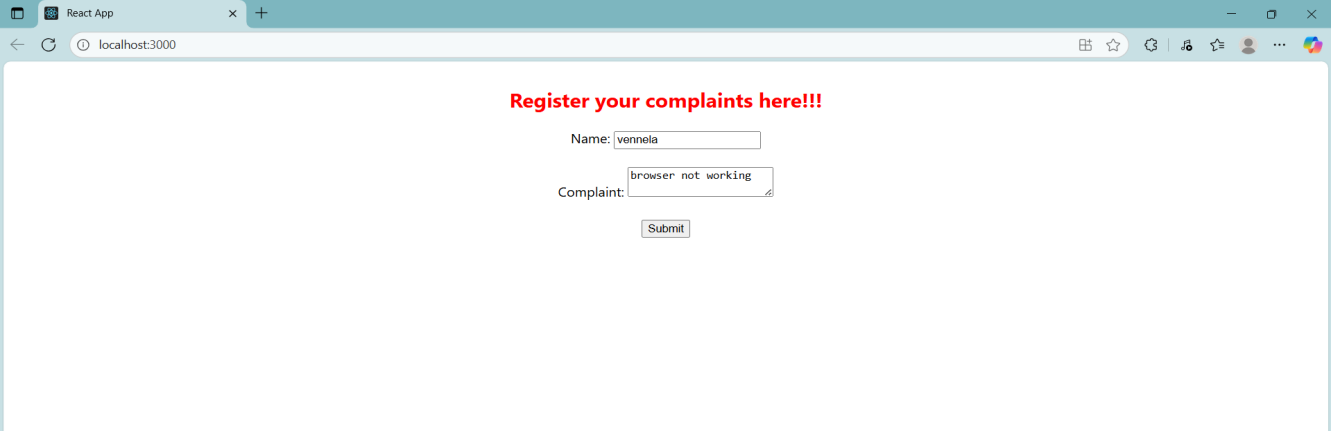 React App
localhost:3000
Register your complaints here!!!
Name: vennela
Complaint: browser not working
Submit